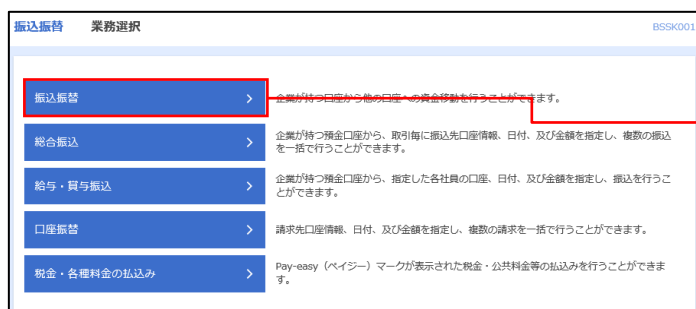 振込振替 業務選択 BSSK001
振込振替 企業が持つ口座から他の口座への資金移動を行うことができます。
総合振込 企業が持つ預金口座から、取引毎に振込先口座情報、日付、及び金額を指定し、複数の振込
を一括で行うことができます。
給与・賞与振込 企業が持つ預金口座から、指定した各社員の口座、日付、及び金額を指定し、振込を行うこ
とができます。
口座振替 請求先口座情報、日付、及び金額を指定し、複数の請求を一括で行うことができます。
税金・各種料金の払込み Pay-easy（ペイジー）マークが表示された税金・公共料金等の払込みを行うことができま
す。